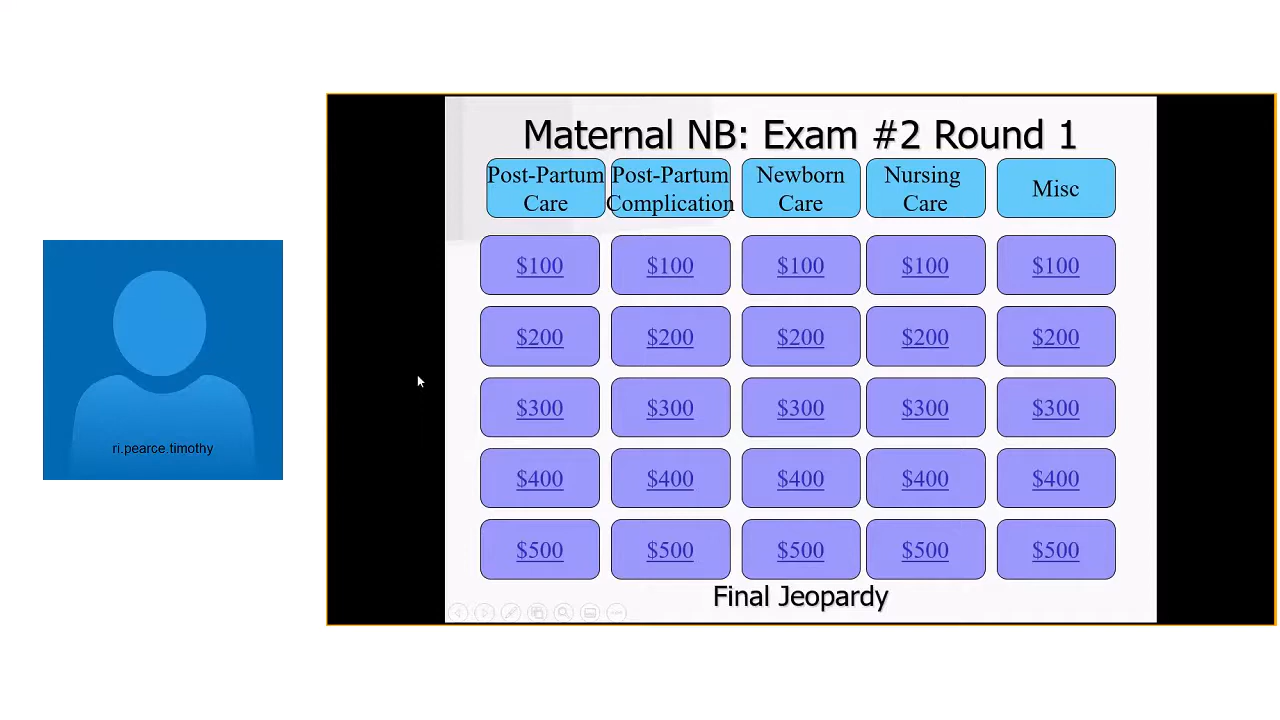 Maternal NB: Exam #2 Round 1
Post-Partum Care
Post-Partum Complication
Newborn Care
Nursing Care
Misc
$100 $100 $100 $100 $100
$200 $200 $200 $200 $200
$300 $300 $300 $300 $300
$400 $400 $400 $400 $400
$500 $500 $500 $500 $500
Final Jeopardy
ri.pearce.timothy